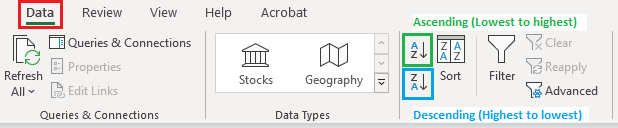 Data Review View Help Acrobat
Ascending (Lowest to highest)
Refresh All
Queries & Connections
Properties
Edit Links
Queries & Connections
Stocks
Geography
Data Types
A Z
Z A
Z A A Z
Sort
Filter
Clear
Reapply
Advanced
Descending (Highest to lowest)